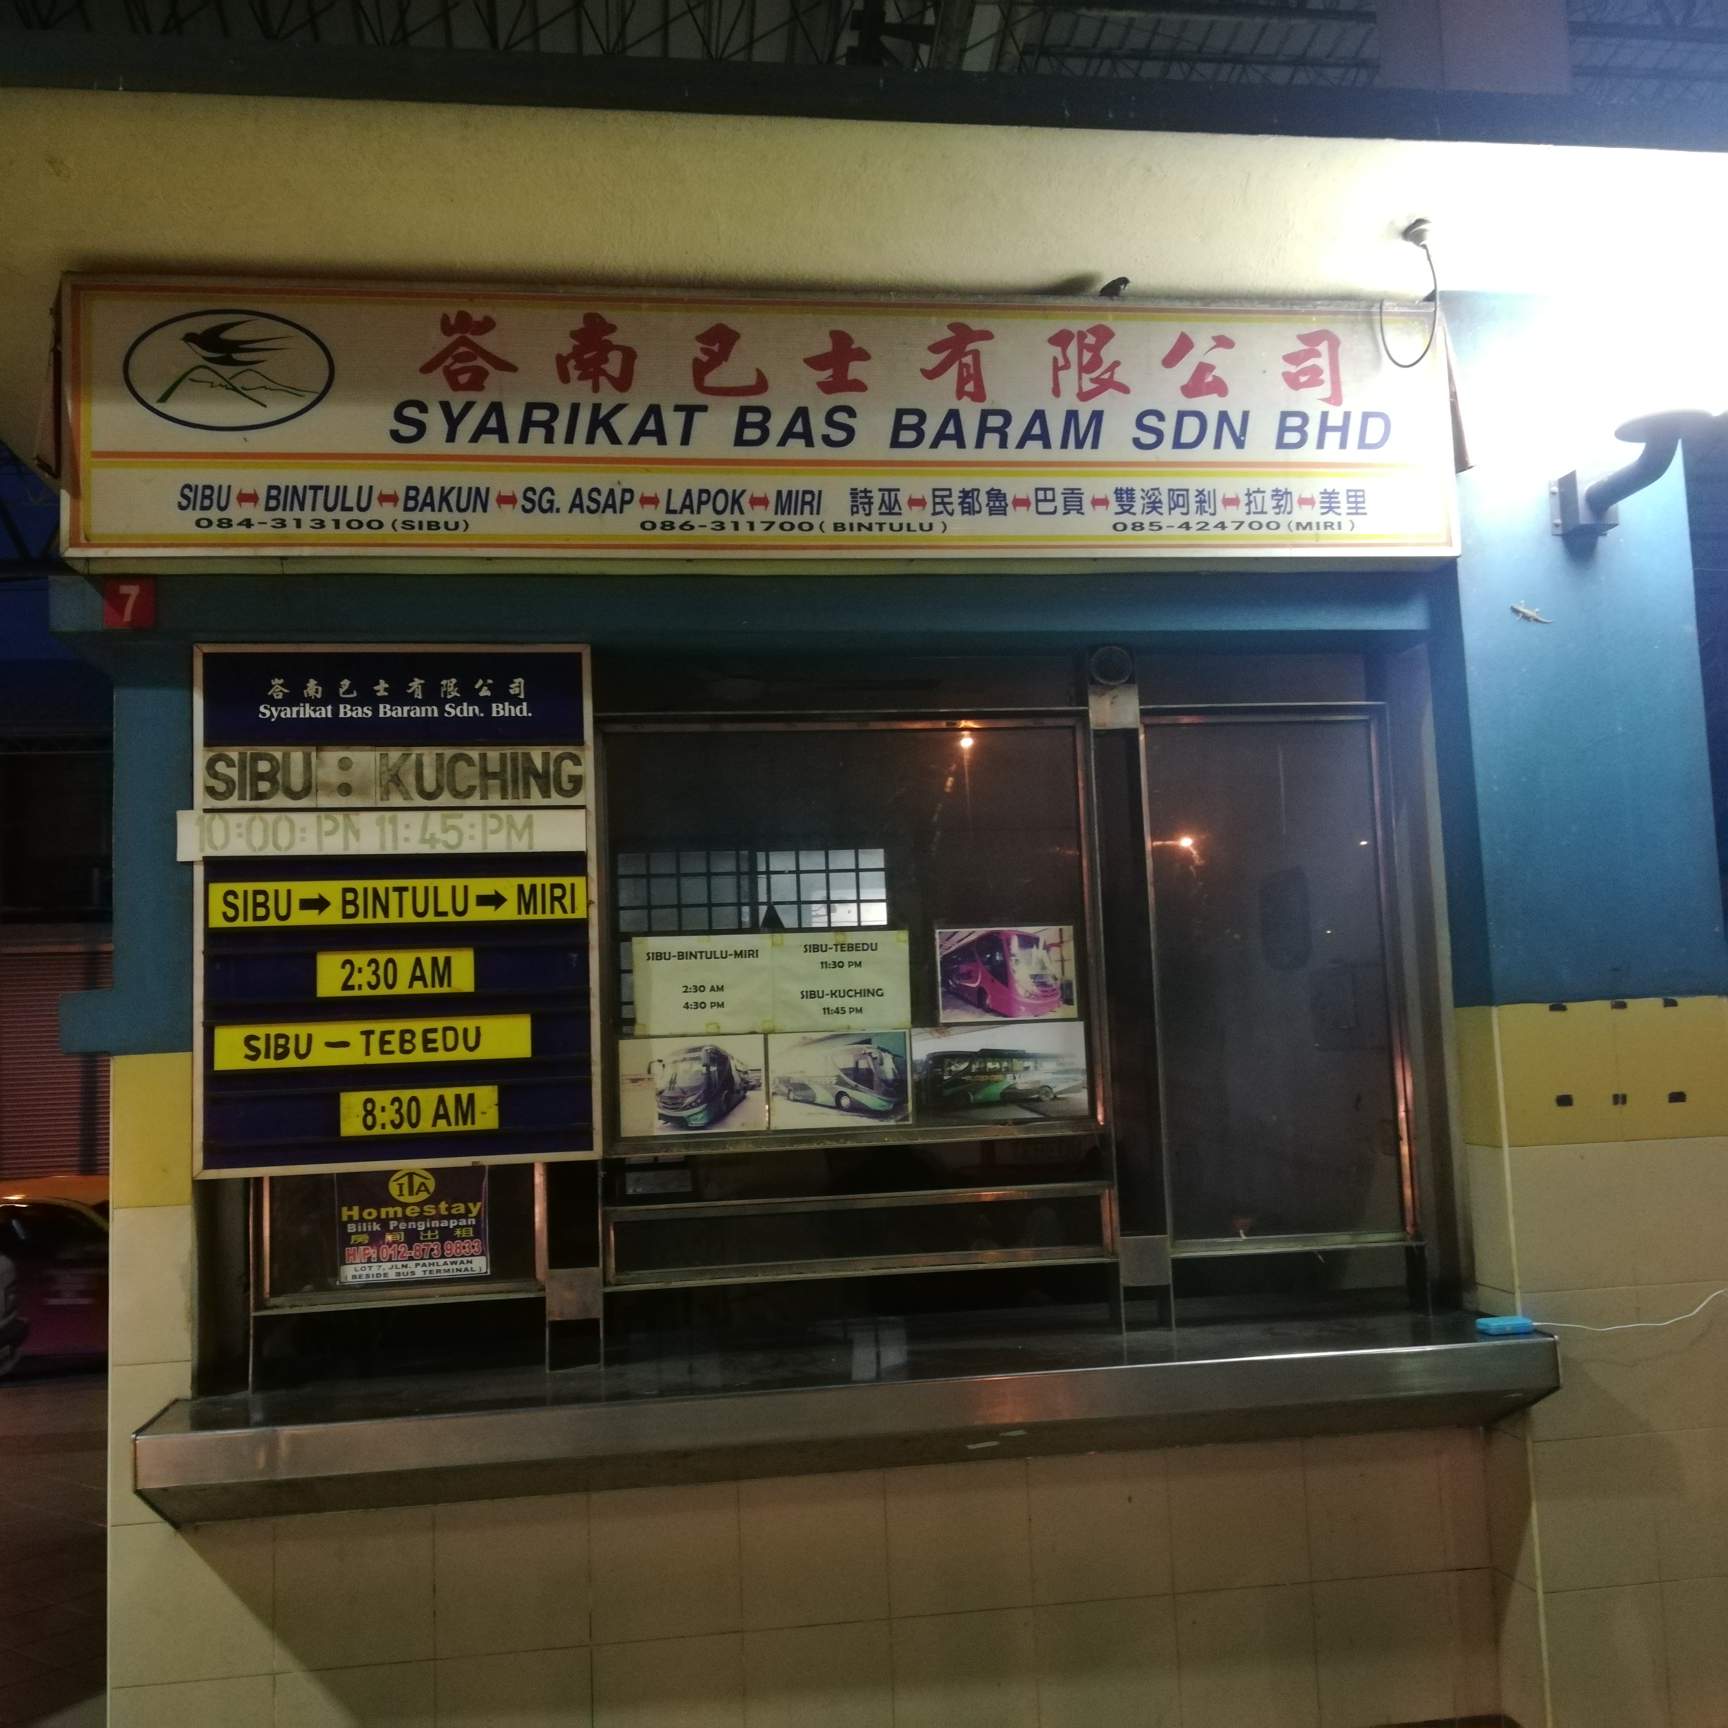 峇南巴士有限公司
SYARIKAT BAS BARAM SDN BHD
SIBU BINTULU BAKUN SG. ASAP LAPOK MIRI 詩巫 民都魯 巴貢 雙溪阿剎 拉勃 美里
084-313100 (SIBU) 086-311700 (BINTULU) 085-424700 (MIRI)
7
峇南巴士有限公司
Syarikat Bas Baram Sdn. Bhd.
SIBU : KUCHING
10:00:PM 11:45:PM
SIBU → BINTULU → MIRI
2:30 AM
SIBU – TEBEDU
8:30 AM
SIBU-BINTULU-MIRI
2:30 AM
4:30 PM
SIBU-TEBEDU
11:30 PM
SIBU-KUCHING
11:45 PM
ITA
Homestay
Bilik Penginapan
房間出租
H/P: 012-873 9833
LOT 7, JLN. PAHLAWAN
(BESIDE BUS TERMINAL)